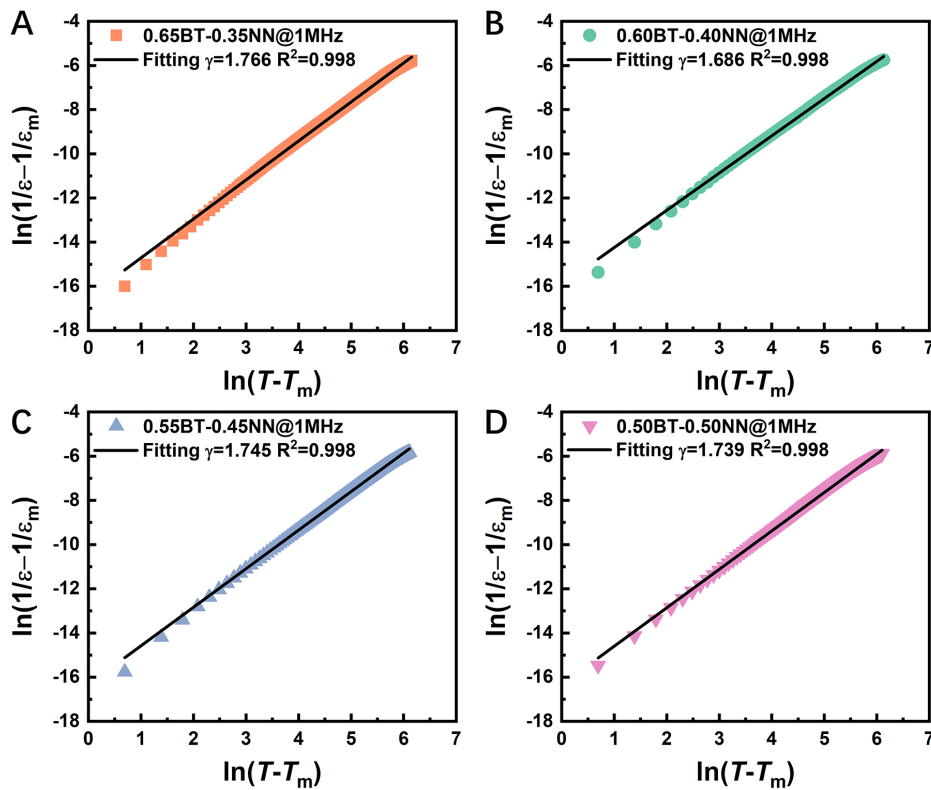 A
0.65BT-0.35NN@1MHz
Fitting γ=1.766 R²=0.998
-4
-6
-8
-10
-12
-14
-16
-18
0 1 2 3 4 5 6 7
ln(1/ε−1/εₘ)
ln(T-Tₘ)
B
0.60BT-0.40NN@1MHz
Fitting γ=1.686 R²=0.998
-4
-6
-8
-10
-12
-14
-16
-18
0 1 2 3 4 5 6 7
ln(1/ε−1/εₘ)
ln(T-Tₘ)
C
0.55BT-0.45NN@1MHz
Fitting γ=1.745 R²=0.998
-4
-6
-8
-10
-12
-14
-16
-18
0 1 2 3 4 5 6 7
ln(1/ε−1/εₘ)
ln(T-Tₘ)
D
0.50BT-0.50NN@1MHz
Fitting γ=1.739 R²=0.998
-4
-6
-8
-10
-12
-14
-16
-18
0 1 2 3 4 5 6 7
ln(1/ε−1/εₘ)
ln(T-Tₘ)